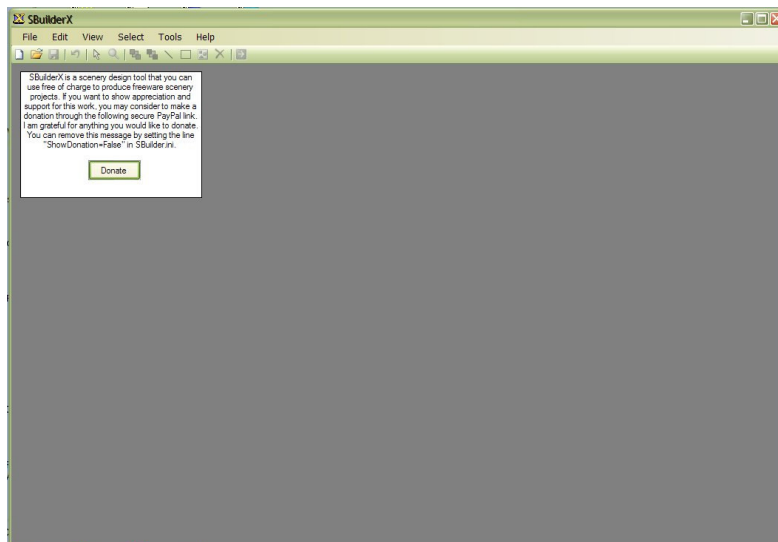 SBuilderX
File Edit View Select Tools Help
SBuilderX is a scenery design tool that you can
use free of charge to produce freeware scenery
projects. If you want to show appreciation and
support for this work, you may consider to make a
donation through the following secure PayPal link.
I am grateful for anything you would like to donate.
You can remove this message by setting the line
"ShowDonation=False" in SBuilder.ini.
Donate